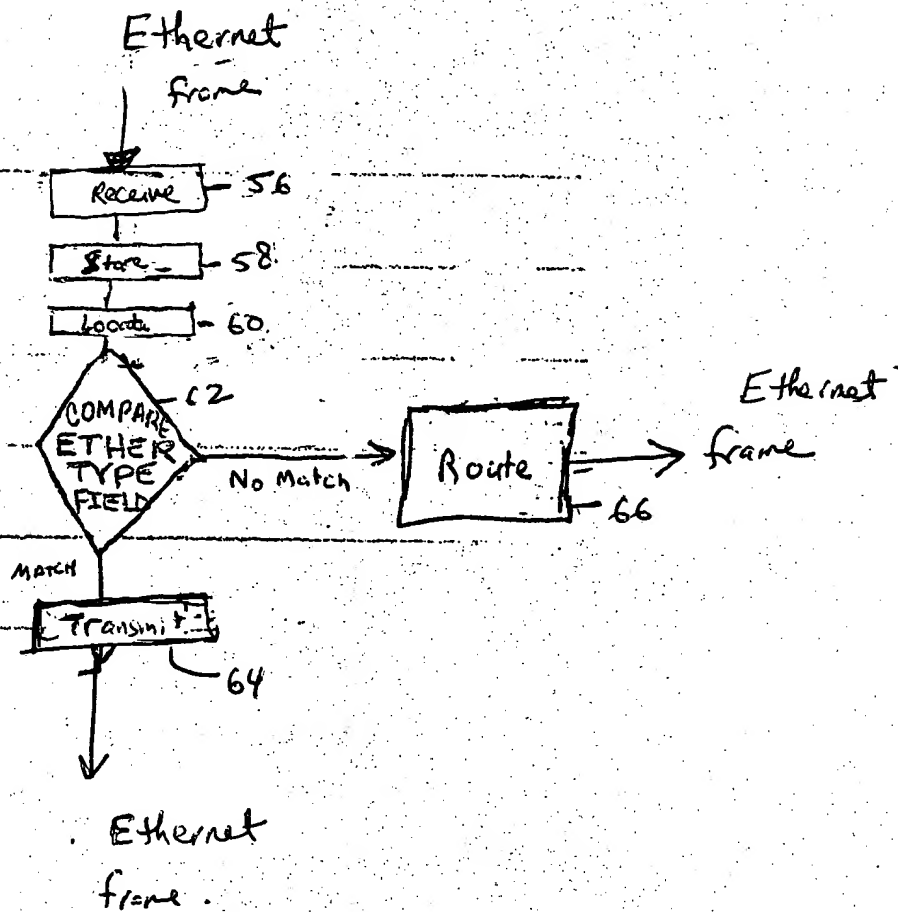 Ethernet
frame
Receive 56
Store 58
Locate 60
62
COMPARE
ETHER
TYPE
FIELD
No Match
Route
66
Ethernet
frame
MATCH
Transmit
64
Ethernet
frame